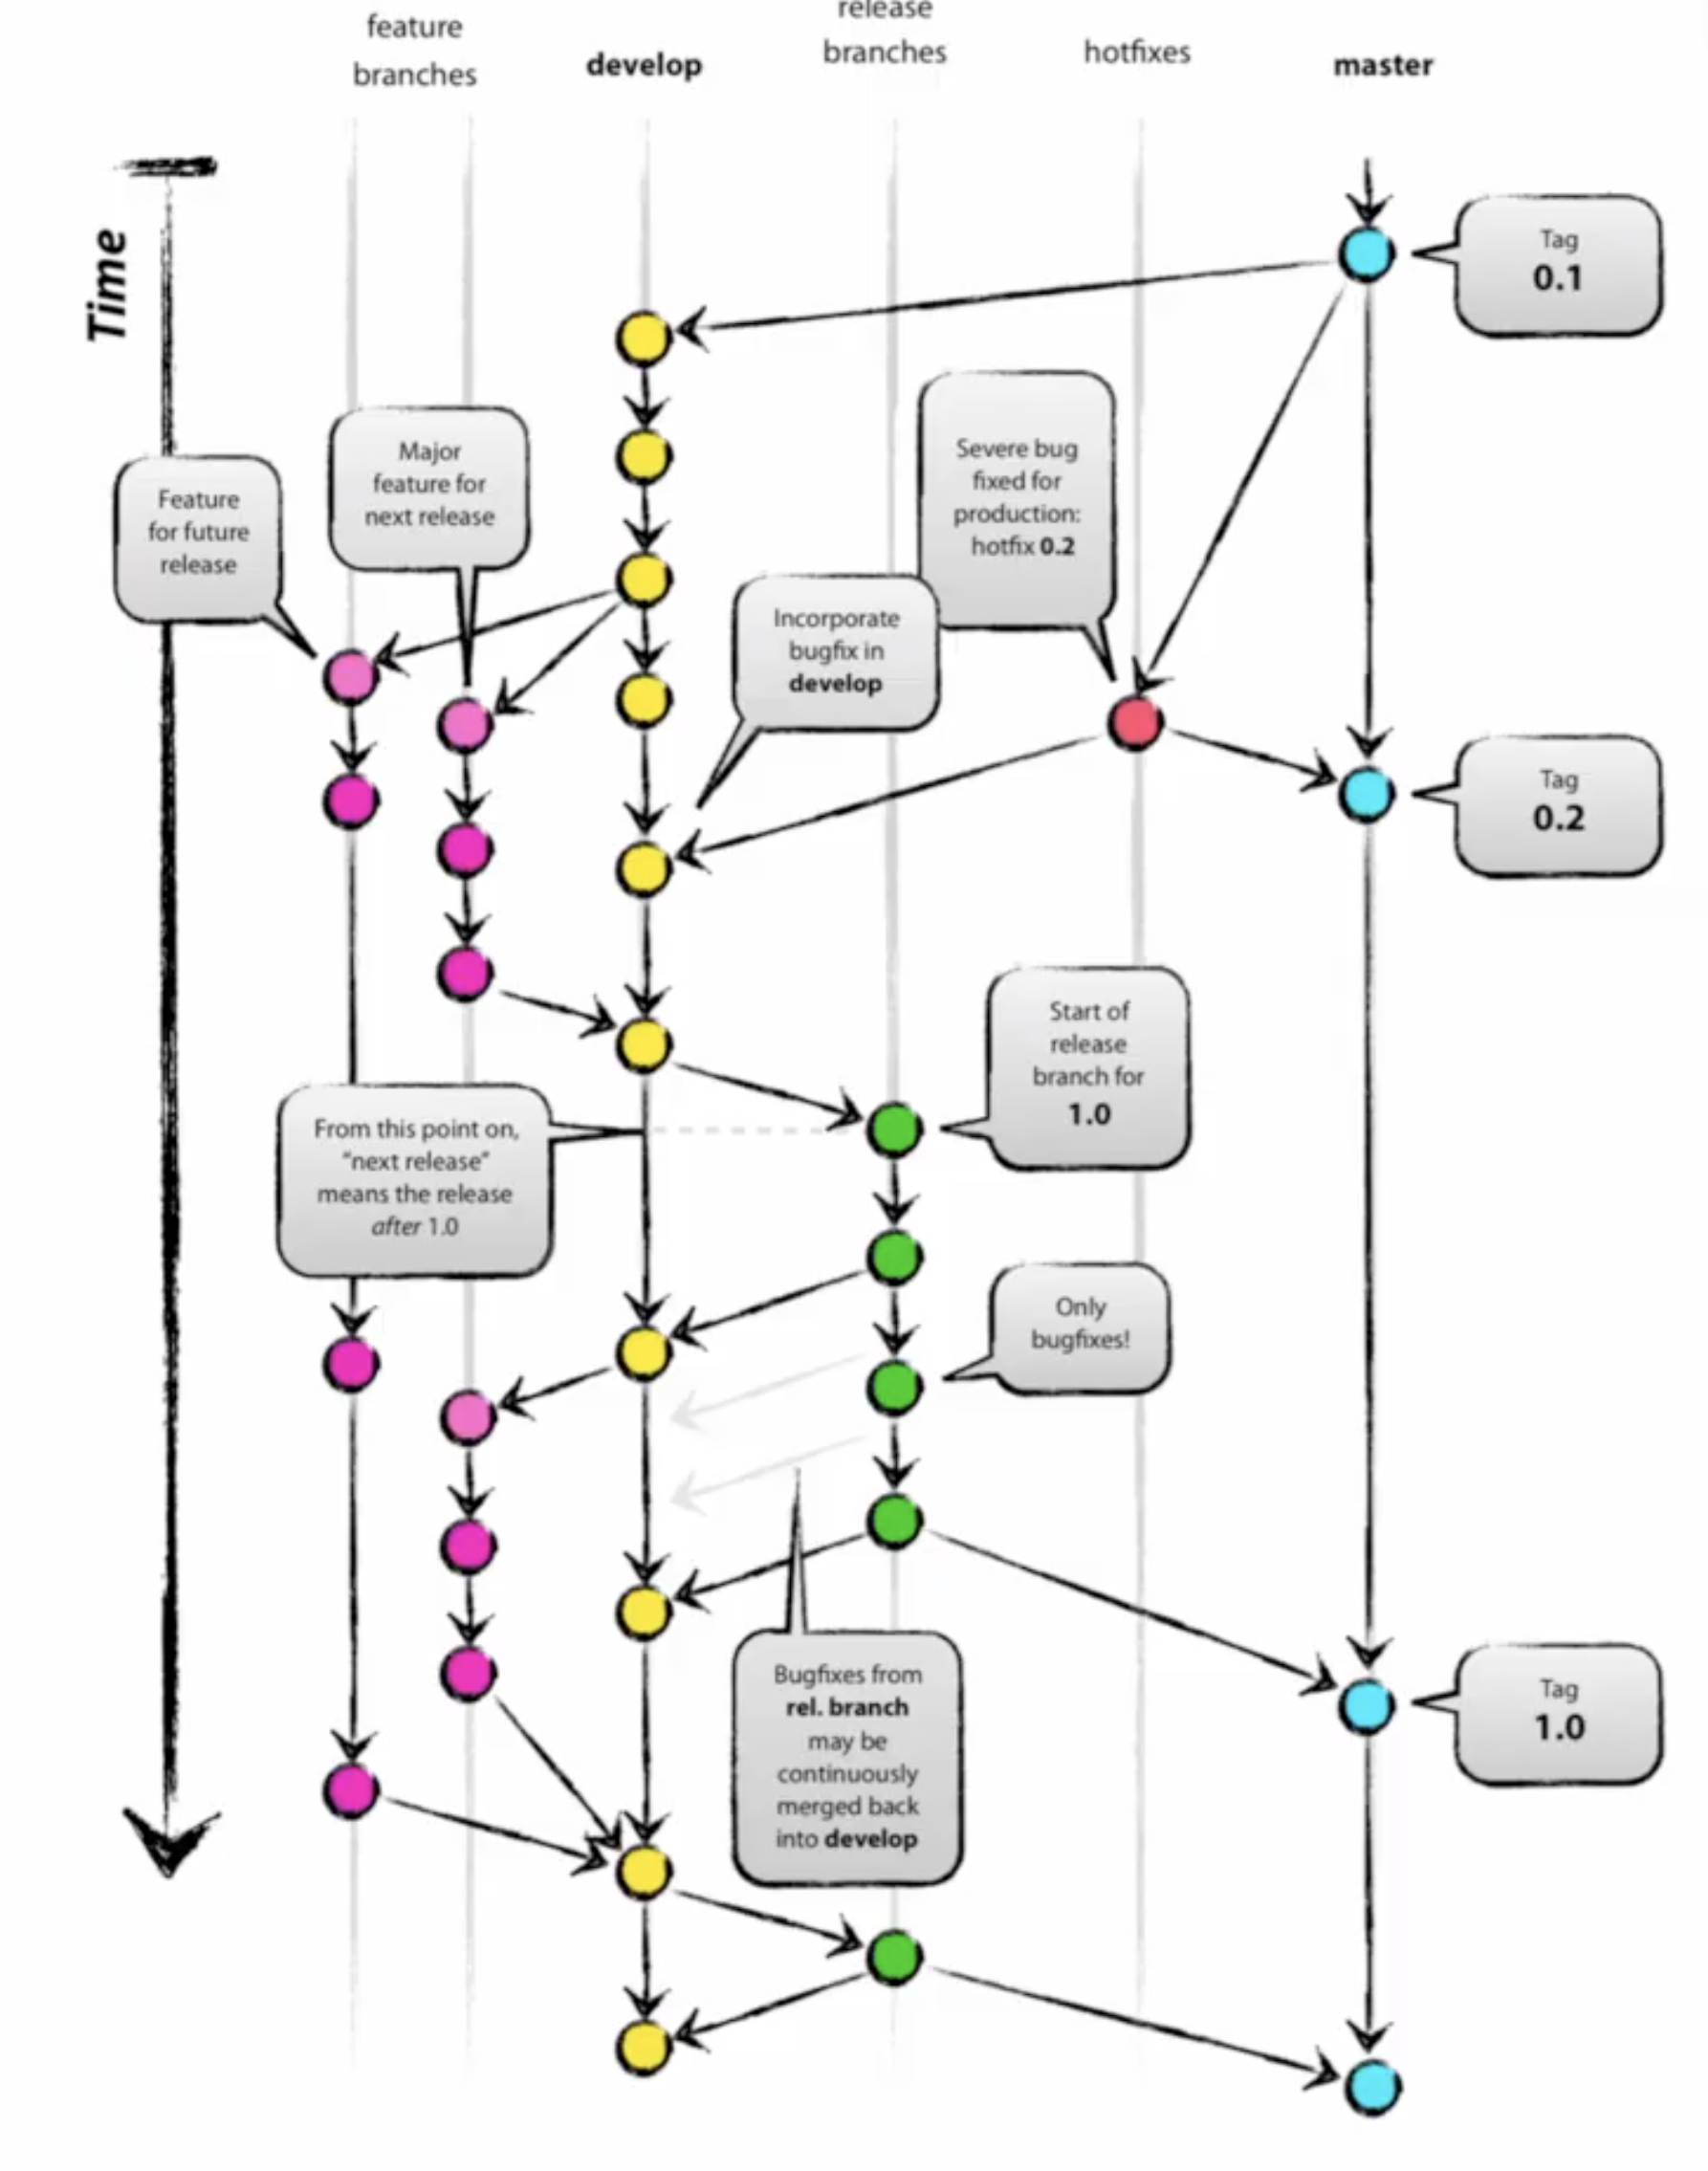 feature
branches
develop
release
branches
hotfixes
master
Time
Tag
0.1
Major
feature for
next release
Feature
for future
release
Severe bug
fixed for
production:
hotfix 0.2
Incorporate
bugfix in
develop
Tag
0.2
Start of
release
branch for
1.0
From this point on,
“next release”
means the release
after 1.0
Only
bugfixes!
Bugfixes from
rel. branch
may be
continuously
merged back
into develop
Tag
1.0